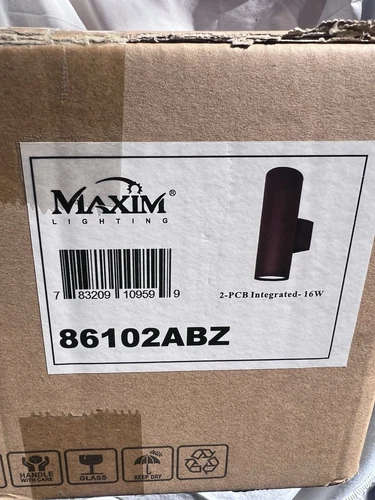 MAXIM®
LIGHTING
7 83209 10959 9
2-PCB Integrated- 16W
86102ABZ
HANDLE
WITH CARE
GLASS
KEEP DRY